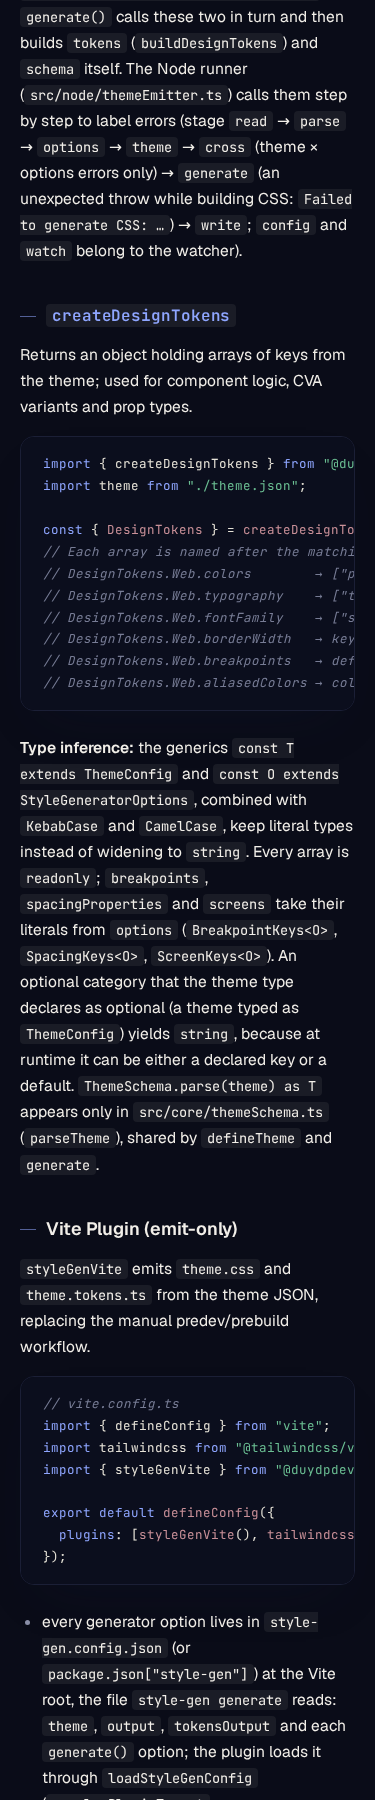 generate() calls these two in turn and then
builds tokens (buildDesignTokens) and
schema itself. The Node runner
(src/node/themeEmitter.ts) calls them step
by step to label errors (stage read → parse
→ options → theme → cross (theme ×
options errors only) → generate (an
unexpected throw while building CSS: Failed
to generate CSS: …) → write; config and
watch belong to the watcher).
— createDesignTokens
Returns an object holding arrays of keys from
the theme; used for component logic, CVA
variants and prop types.
import { createDesignTokens } from "@du
import theme from "./theme.json";
const { DesignTokens } = createDesignTo
// Each array is named after the matchi
// DesignTokens.Web.colors        → ["p
// DesignTokens.Web.typography    → ["t
// DesignTokens.Web.fontFamily    → ["s
// DesignTokens.Web.borderWidth   → key
// DesignTokens.Web.breakpoints   → def
// DesignTokens.Web.aliasedColors → col
Type inference: the generics const T
extends ThemeConfig and const O extends
StyleGeneratorOptions, combined with
KebabCase and CamelCase, keep literal types
instead of widening to string. Every array is
readonly; breakpoints,
spacingProperties and screens take their
literals from options (BreakpointKeys<O>,
SpacingKeys<O>, ScreenKeys<O>). An
optional category that the theme type
declares as optional (a theme typed as
ThemeConfig) yields string, because at
runtime it can be either a declared key or a
default. ThemeSchema.parse(theme) as T
appears only in src/core/themeSchema.ts
(parseTheme), shared by defineTheme and
generate.
— Vite Plugin (emit-only)
styleGenVite emits theme.css and
theme.tokens.ts from the theme JSON,
replacing the manual predev/prebuild
workflow.
// vite.config.ts
import { defineConfig } from "vite";
import tailwindcss from "@tailwindcss/v
import { styleGenVite } from "@duydpdev
export default defineConfig({
  plugins: [styleGenVite(), tailwindcss
});
• every generator option lives in style-
gen.config.json (or
package.json["style-gen"]) at the Vite
root, the file style-gen generate reads:
theme, output, tokensOutput and each
generate() option; the plugin loads it
through loadStyleGenConfig